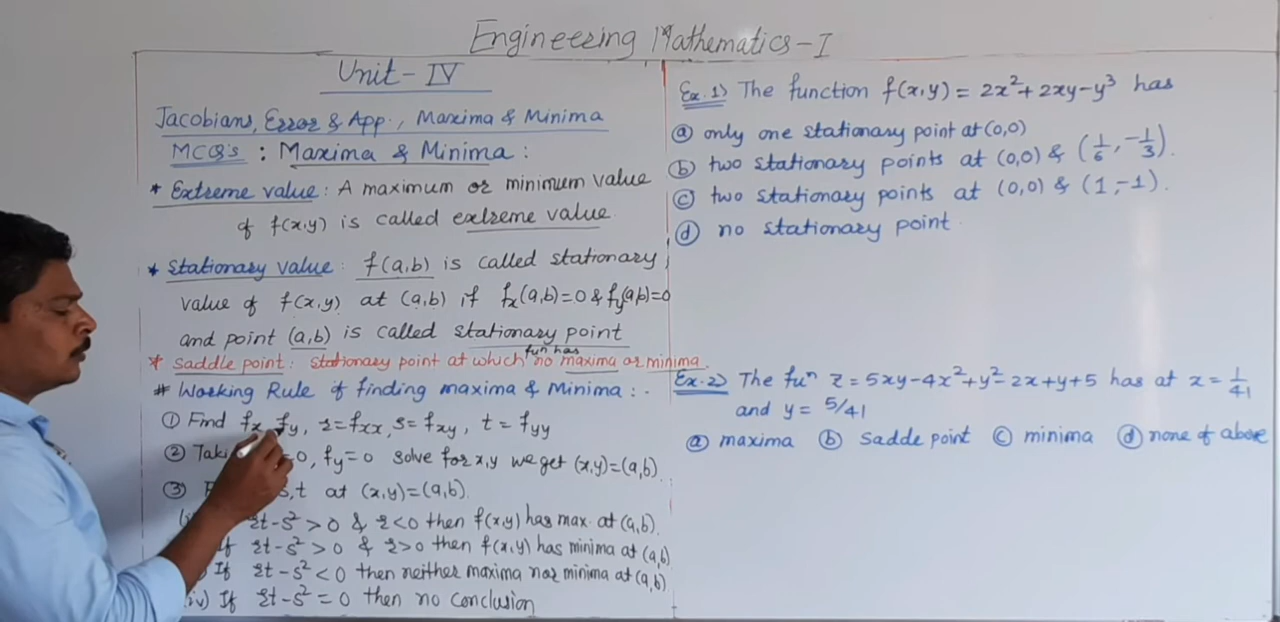 Engineering Mathematics-I
Unit-IV
Jacobians, Error & App., Maxima & Minima
MCQ's : Maxima & Minima :
* Extreme value : A maximum or minimum value
of f(x,y) is called extreme value.
* Stationary value : f(a,b) is called stationary
value of f(x,y) at (a,b) if fx(a,b)=0 & fy(a,b)=0
and point (a,b) is called stationary point
* Saddle point : Stationary point at which fun has no maxima or minima.
# Working Rule of finding maxima & Minima :-
① Find fx, fy, r=fxx, s=fxy, t=fyy
② Taki =0, fy=0 solve for x,y we get (x,y)=(a,b).
③ s,t at (x,y)=(a,b).
rt-s²>0 & r<0 then f(x,y) has max. at (a,b).
If rt-s²>0 & r>0 then f(x,y) has minima at (a,b)
) If rt-s²<0 then neither maxima nor minima at (a,b)
iv) If rt-s²=0 then no conclusion
Ex.1) The function f(x,y) = 2x²+2xy-y³ has
ⓐ only one stationary point at (0,0)
ⓑ two stationary points at (0,0) & (1/6, -1/3).
ⓒ two stationary points at (0,0) & (1,-1).
ⓓ no stationary point
Ex.2) The fuⁿ z=5xy-4x²+y²-2x+y+5 has at x=1/41
and y= 5/41
ⓐ maxima ⓑ Sadde point ⓒ minima ⓓ none of above